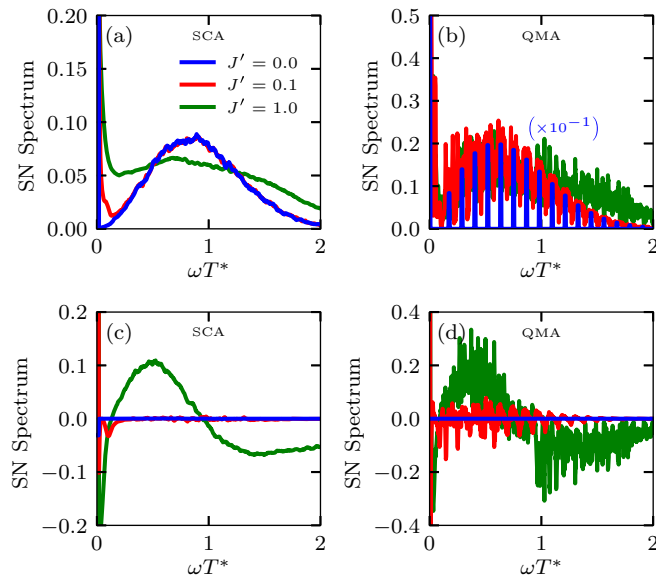 (a) SCA
J′ = 0.0
J′ = 0.1
J′ = 1.0
SN Spectrum
0.20
0.15
0.10
0.05
0.00
0 1 2
ωT*
(b) QMA
(×10⁻¹)
SN Spectrum
0.5
0.4
0.3
0.2
0.1
0.0
0 1 2
ωT*
(c) SCA
SN Spectrum
0.2
0.1
0.0
−0.1
−0.2
0 1 2
ωT*
(d) QMA
SN Spectrum
0.4
0.2
0.0
−0.2
−0.4
0 1 2
ωT*